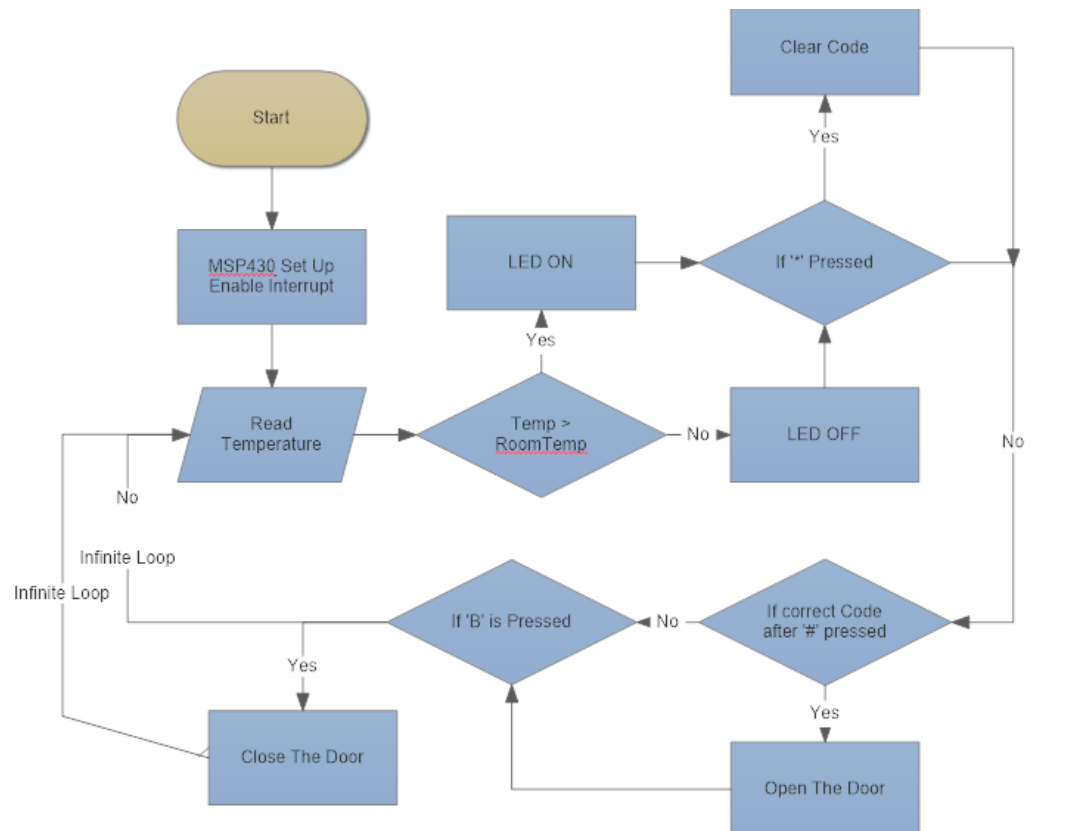 Clear Code
Start
Yes
MSP430 Set Up
Enable Interrupt
LED ON
If '*' Pressed
Yes
Read
Temperature
Temp >
RoomTemp
No
LED OFF
No
No
Infinite Loop
Infinite Loop
If 'B' is Pressed
No
If correct Code
after '#' pressed
Yes
Yes
Close The Door
Open The Door